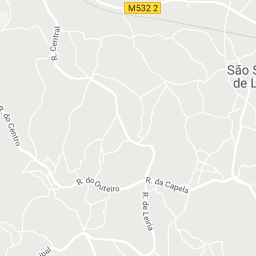 M532 2
R. Central
São S
de L
R. do Centro
R. do Outeiro
R. da Capela
R. de Leiria